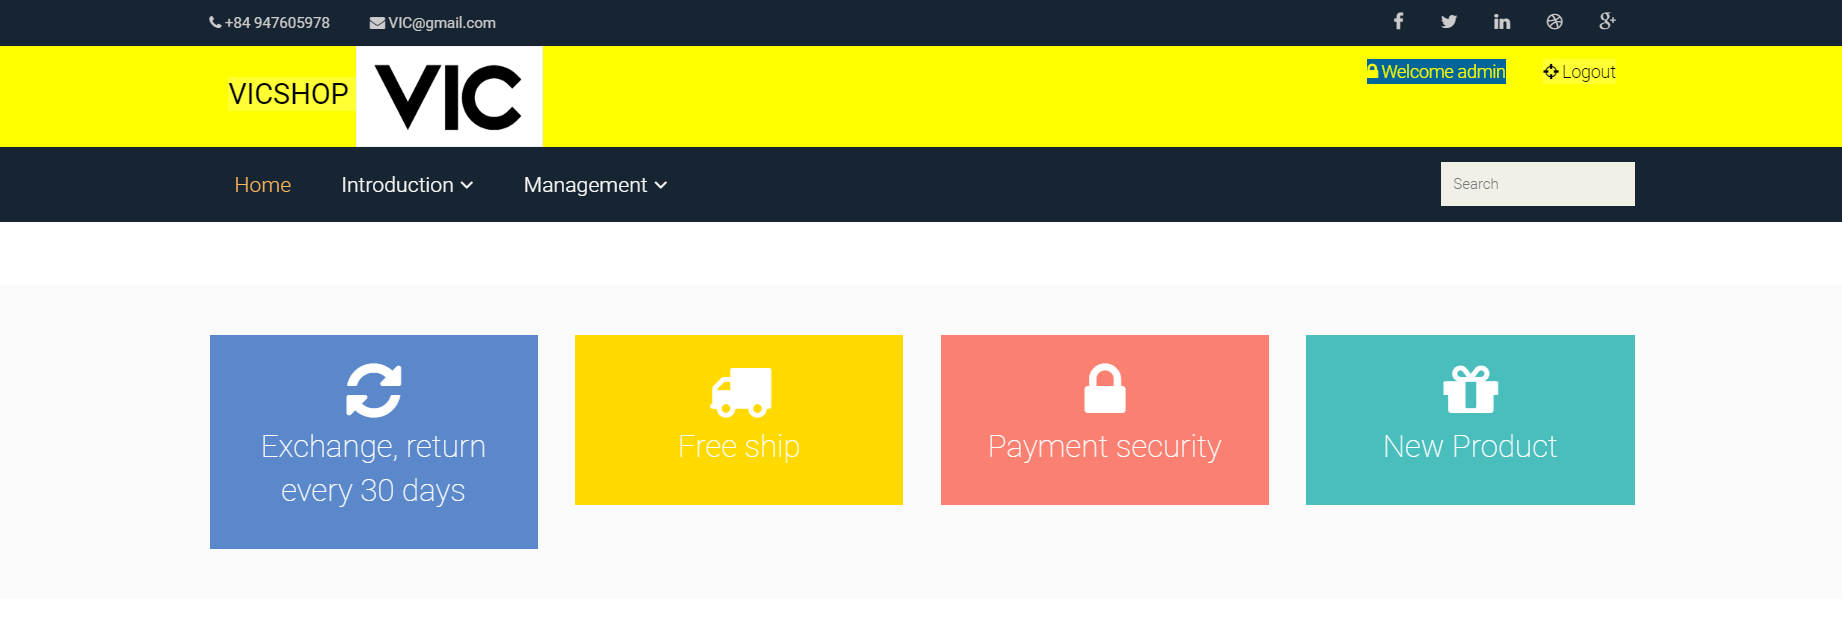 +84 947605978
VIC@gmail.com
VICSHOP
VIC
Welcome admin
Logout
Home
Introduction
Management
Search
Exchange, return
every 30 days
Free ship
Payment security
New Product